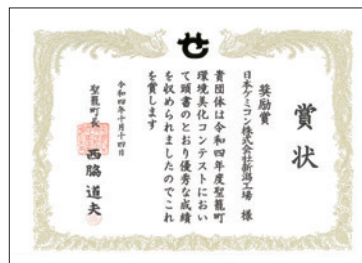 賞状
奨励賞
日本ケミコン株式会社新潟工場 様
貴団体は令和四年度聖籠町
環境美化コンテストにおい
て頭書のとおり優秀な成績
を収められましたのでこれ
を賞します
令和四年十月十四日
聖籠町長 西脇 道夫